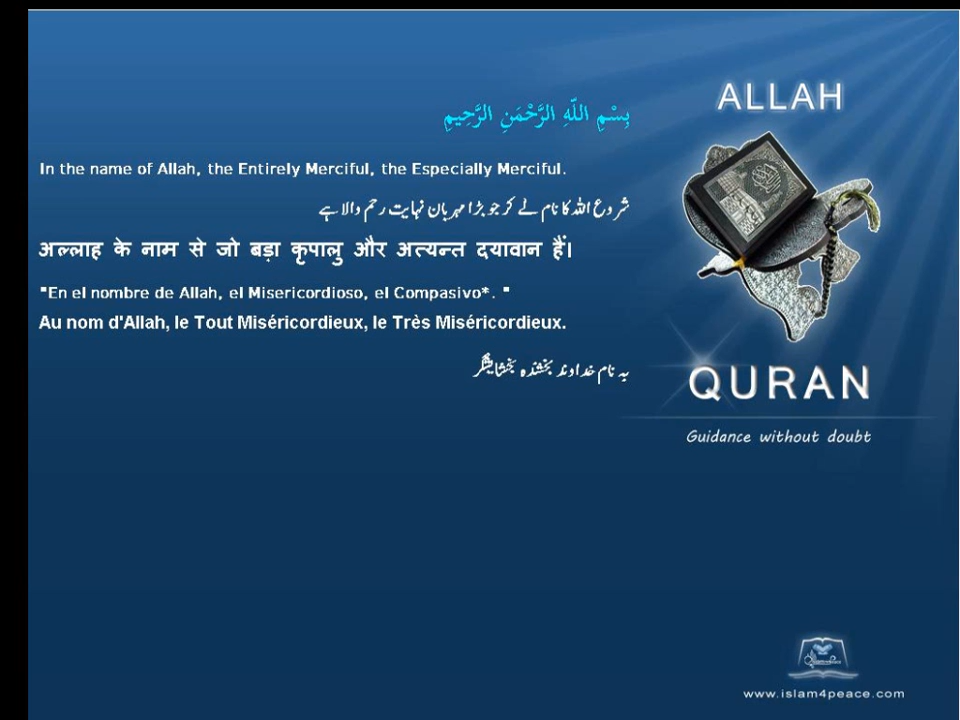 بِسْمِ اللَّهِ الرَّحْمَنِ الرَّحِيمِ
In the name of Allah, the Entirely Merciful, the Especially Merciful.
شروع الله کا نام لے کر جو بڑا مہربان نہایت رحم والا ہے
अल्लाह के नाम से जो बड़ा कृपालु और अत्यन्त दयावान हैं।
"En el nombre de Allah, el Misericordioso, el Compasivo*. "
Au nom d'Allah, le Tout Miséricordieux, le Très Miséricordieux.
به نام خداوند بخشنده بخشایشگر
ALLAH
QURAN
Guidance without doubt
www.islam4peace.com